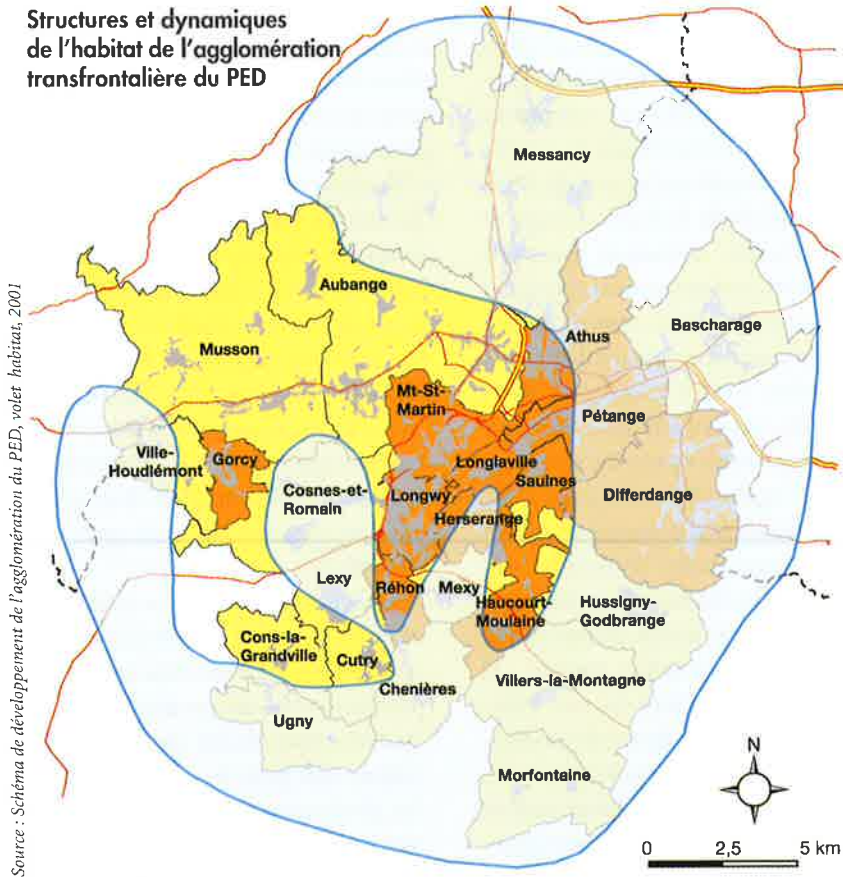 Structures et dynamiques
de l'habitat de l'agglomération
transfrontalière du PED
Messancy
Aubange
Musson
Athus
Bascharage
Mt-St-
Martin
Pétange
Ville-
Houdlémont
Gorcy
Longlaville
Saulnes
Differdange
Cosnes-et-
Romain
Longwy
Herserange
Lexy
Réhon
Mexy
Haucourt-
Moulaine
Hussigny-
Godbrange
Cons-la-
Grandville
Cutry
Chenières
Villers-la-Montagne
Ugny
Morfontaine
N
0 2,5 5 km
Source : Schéma de développement de l'agglomération du PED, volet habitat, 2001